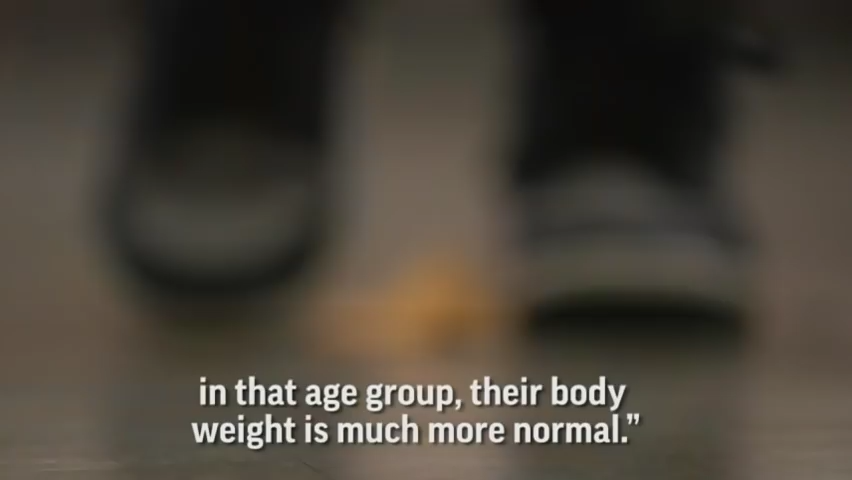 in that age group, their body
weight is much more normal.”